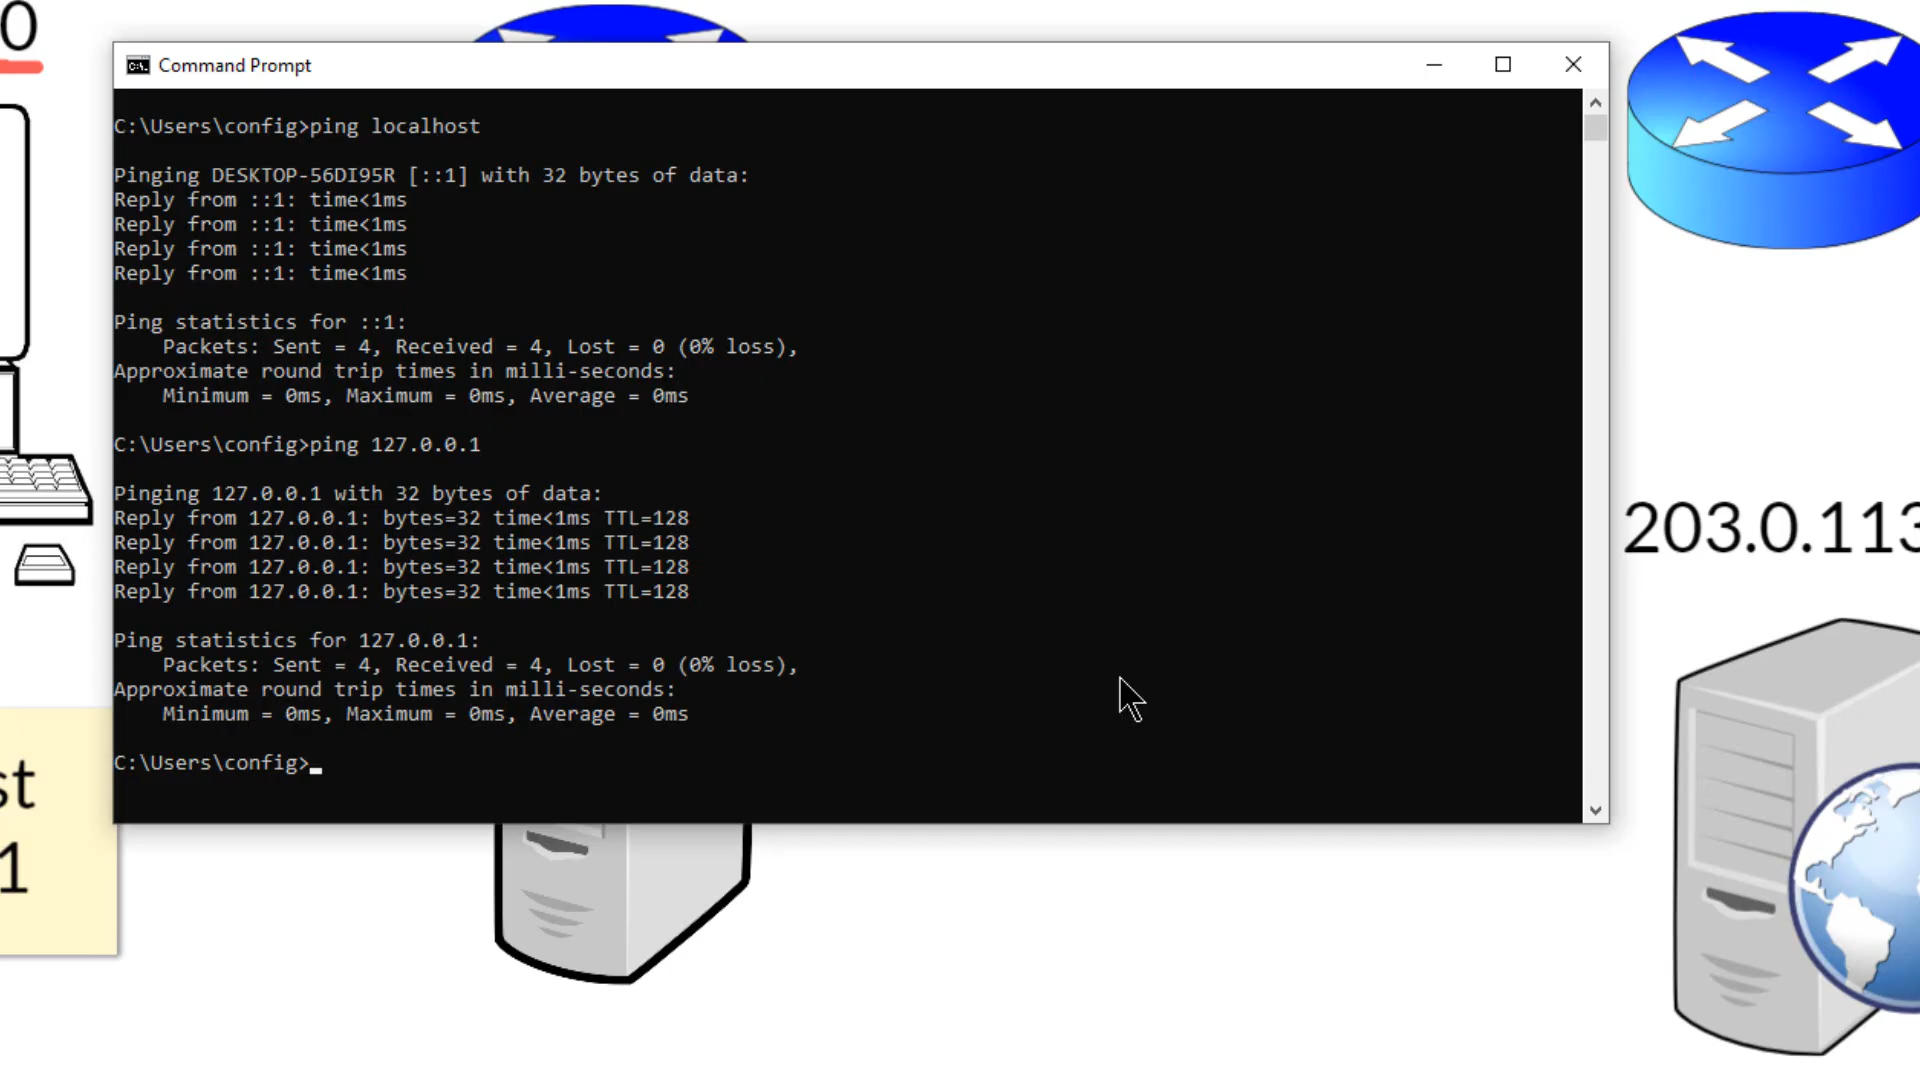 0
Command Prompt
C:\Users\config>ping localhost
Pinging DESKTOP-56DI95R [::1] with 32 bytes of data:
Reply from ::1: time<1ms
Reply from ::1: time<1ms
Reply from ::1: time<1ms
Reply from ::1: time<1ms
Ping statistics for ::1:
Packets: Sent = 4, Received = 4, Lost = 0 (0% loss),
Approximate round trip times in milli-seconds:
Minimum = 0ms, Maximum = 0ms, Average = 0ms
C:\Users\config>ping 127.0.0.1
Pinging 127.0.0.1 with 32 bytes of data:
Reply from 127.0.0.1: bytes=32 time<1ms TTL=128
Reply from 127.0.0.1: bytes=32 time<1ms TTL=128
Reply from 127.0.0.1: bytes=32 time<1ms TTL=128
Reply from 127.0.0.1: bytes=32 time<1ms TTL=128
Ping statistics for 127.0.0.1:
Packets: Sent = 4, Received = 4, Lost = 0 (0% loss),
Approximate round trip times in milli-seconds:
Minimum = 0ms, Maximum = 0ms, Average = 0ms
C:\Users\config>
203.0.113
st
1